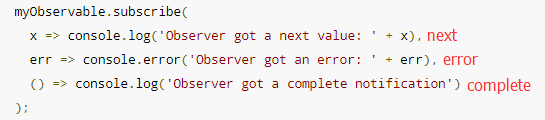 myObservable.subscribe(
x => console.log('Observer got a next value: ' + x), next
err => console.error('Observer got an error: ' + err), error
() => console.log('Observer got a complete notification') complete
);